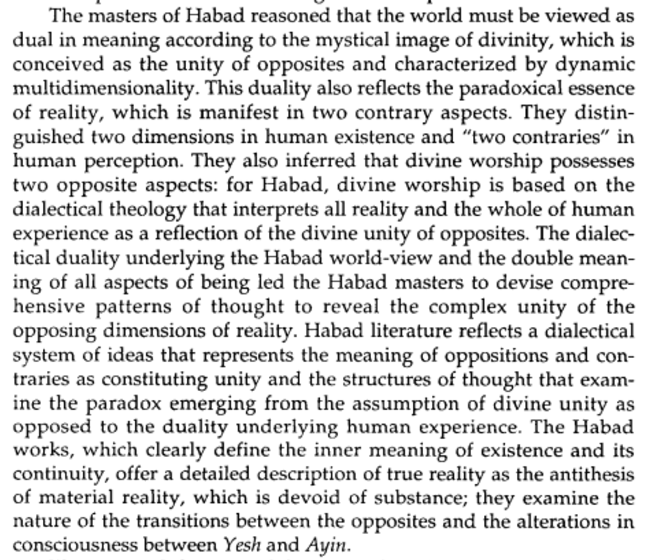 The masters of Habad reasoned that the world must be viewed as
dual in meaning according to the mystical image of divinity, which is
conceived as the unity of opposites and characterized by dynamic
multidimensionality. This duality also reflects the paradoxical essence
of reality, which is manifest in two contrary aspects. They distin-
guished two dimensions in human existence and "two contraries" in
human perception. They also inferred that divine worship possesses
two opposite aspects: for Habad, divine worship is based on the
dialectical theology that interprets all reality and the whole of human
experience as a reflection of the divine unity of opposites. The dialec-
tical duality underlying the Habad world-view and the double mean-
ing of all aspects of being led the Habad masters to devise compre-
hensive patterns of thought to reveal the complex unity of the
opposing dimensions of reality. Habad literature reflects a dialectical
system of ideas that represents the meaning of oppositions and con-
traries as constituting unity and the structures of thought that exam-
ine the paradox emerging from the assumption of divine unity as
opposed to the duality underlying human experience. The Habad
works, which clearly define the inner meaning of existence and its
continuity, offer a detailed description of true reality as the antithesis
of material reality, which is devoid of substance; they examine the
nature of the transitions between the opposites and the alterations in
consciousness between Yesh and Ayin.